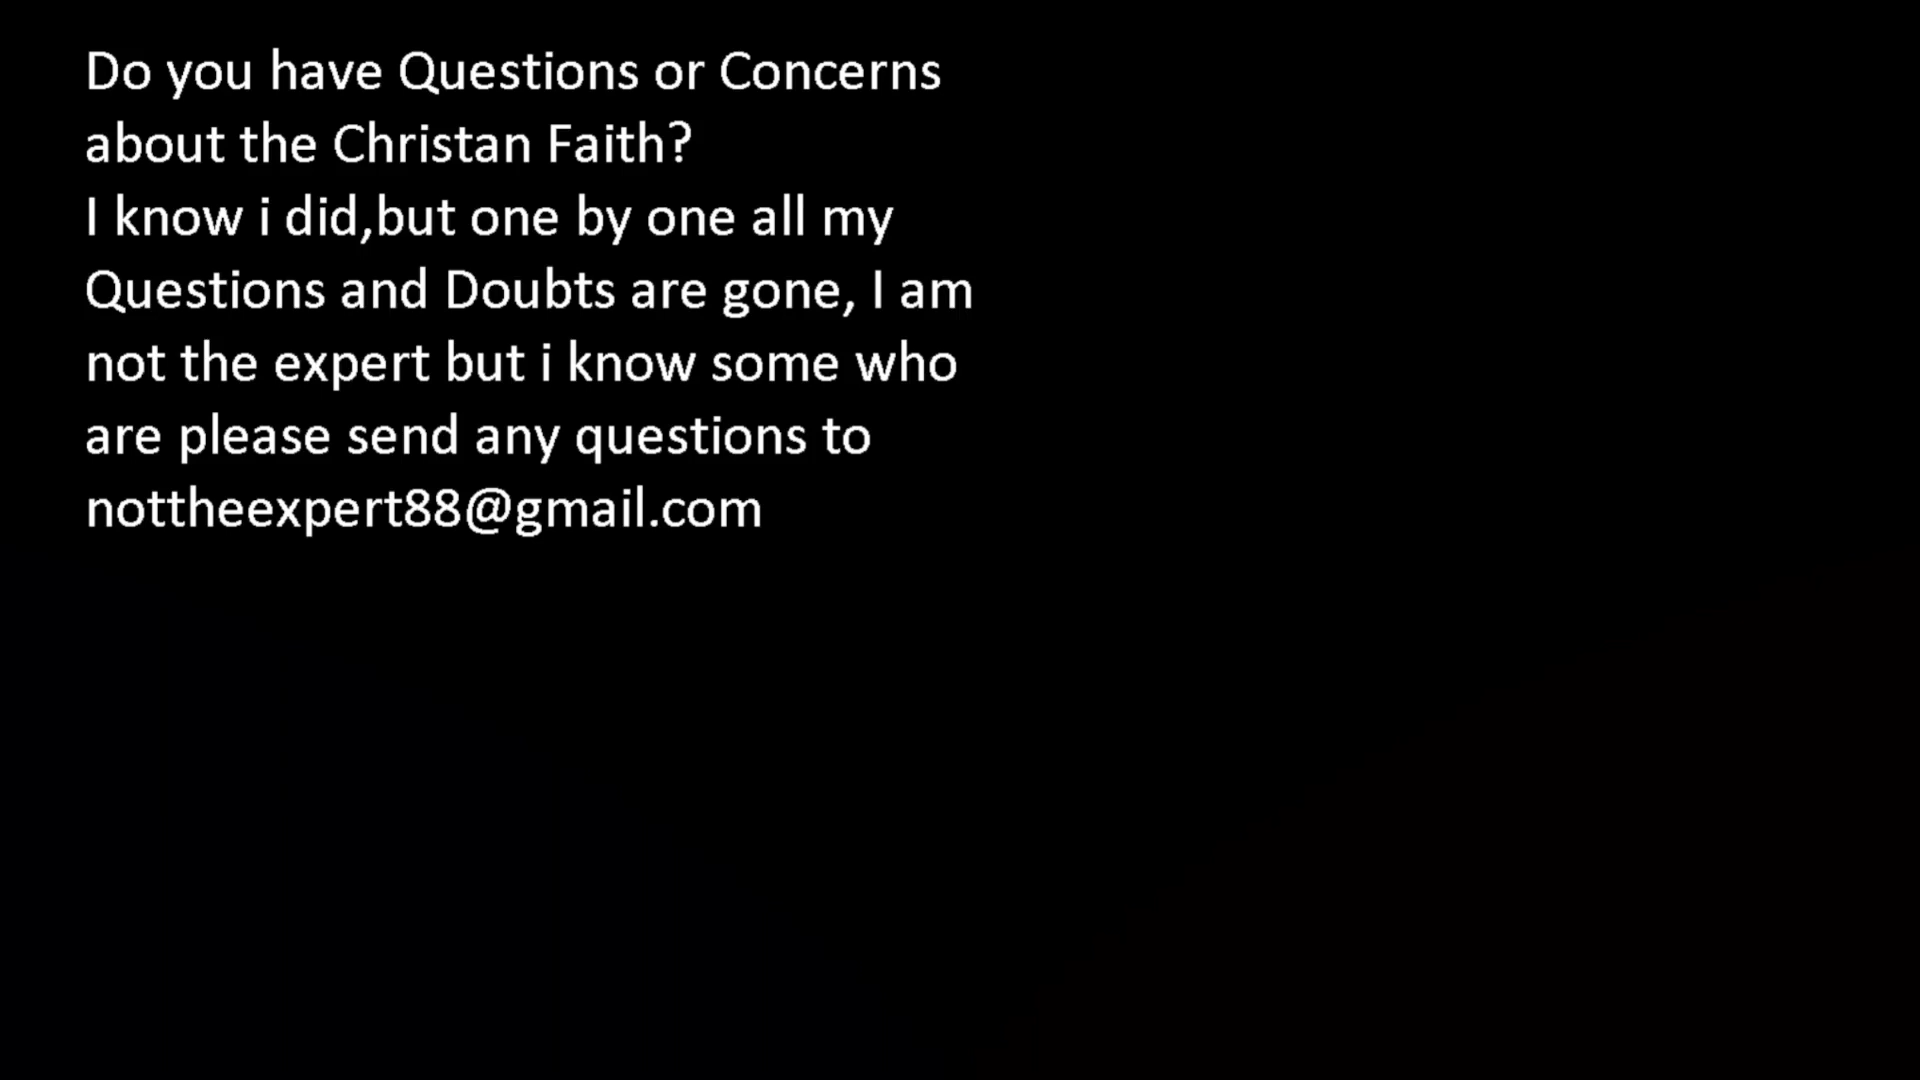 Do you have Questions or Concerns
about the Christan Faith?
I know i did,but one by one all my
Questions and Doubts are gone, I am
not the expert but i know some who
are please send any questions to
nottheexpert88@gmail.com